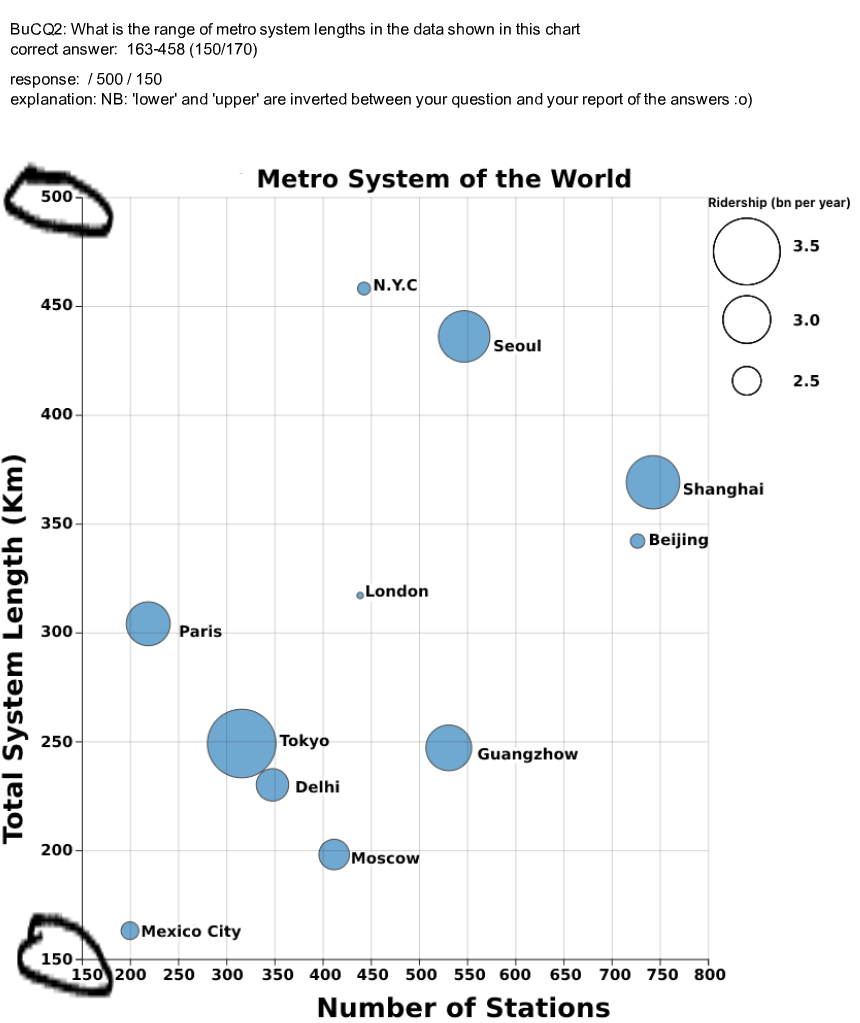 BuCQ2: What is the range of metro system lengths in the data shown in this chart
correct answer:  163-458 (150/170)
response:  / 500 / 150
explanation: NB: 'lower' and 'upper' are inverted between your question and your report of the answers :o)
Metro System of the World
Ridership (bn per year)
3.5
3.0
2.5
500
450
400
350
300
250
200
150
Total System Length (Km)
N.Y.C
Seoul
Shanghai
Beijing
London
Paris
Tokyo
Guangzhow
Delhi
Moscow
Mexico City
150 200 250 300 350 400 450 500 550 600 650 700 750 800
Number of Stations